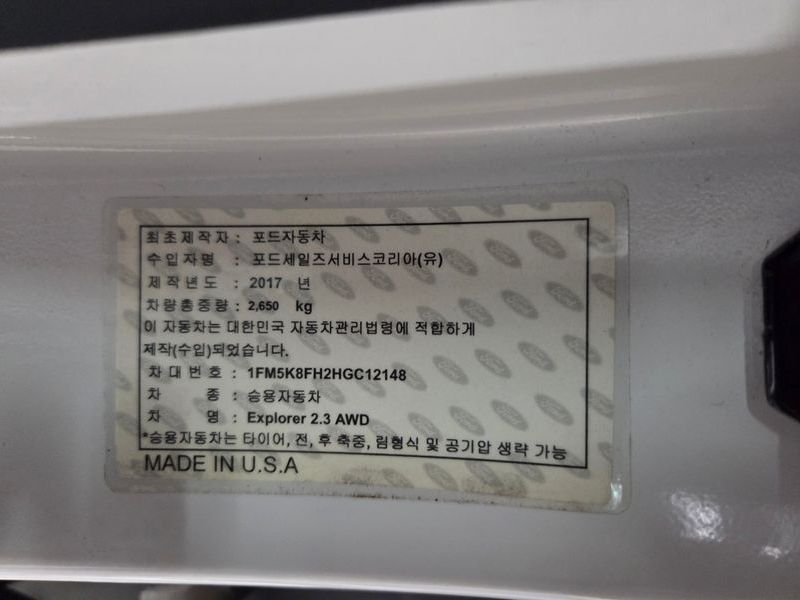 최초제작자 : 포드자동차
수입자명 : 포드세일즈서비스코리아(유)
제작년도 : 2017 년
차량총중량 : 2,650 kg
이 자동차는 대한민국 자동차관리법령에 적합하게
제작(수입)되었습니다.
차대번호 : 1FM5K8FH2HGC12148
차 종 : 승용자동차
차 명 : Explorer 2.3 AWD
*승용자동차는 타이어, 전, 후 축중, 림형식 및 공기압 생략 가능
MADE IN U.S.A